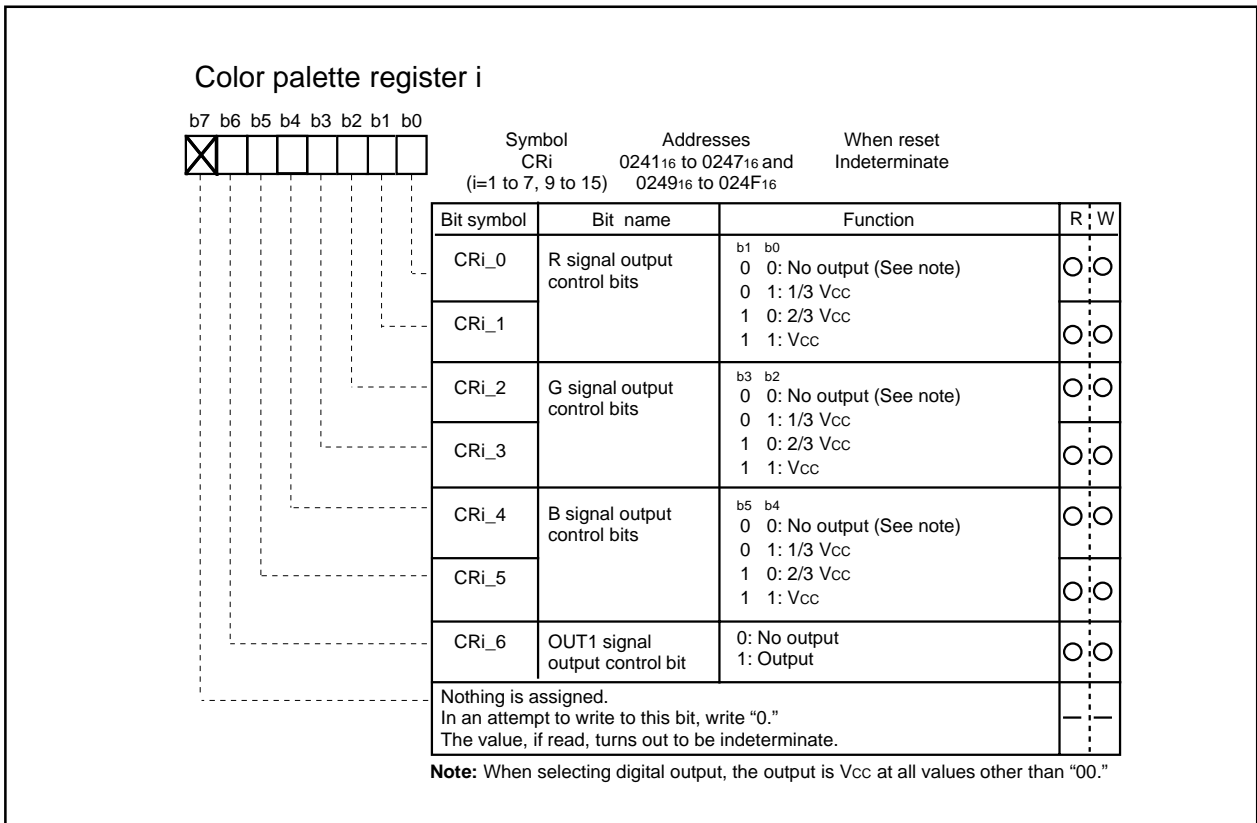 Color palette register i
b7 b6 b5 b4 b3 b2 b1 b0
Symbol Addresses When reset
CRi 024116 to 024716 and Indeterminate
(i=1 to 7, 9 to 15) 024916 to 024F16
Bit symbol Bit name Function R W
CRi_0 R signal output control bits
b1 b0
0 0: No output (See note)
0 1: 1/3 VCC
1 0: 2/3 VCC
1 1: VCC
CRi_1
CRi_2 G signal output control bits
b3 b2
0 0: No output (See note)
0 1: 1/3 VCC
1 0: 2/3 VCC
1 1: VCC
CRi_3
CRi_4 B signal output control bits
b5 b4
0 0: No output (See note)
0 1: 1/3 VCC
1 0: 2/3 VCC
1 1: VCC
CRi_5
CRi_6 OUT1 signal output control bit
0: No output
1: Output
Nothing is assigned.
In an attempt to write to this bit, write “0.”
The value, if read, turns out to be indeterminate.
Note: When selecting digital output, the output is VCC at all values other than “00.”